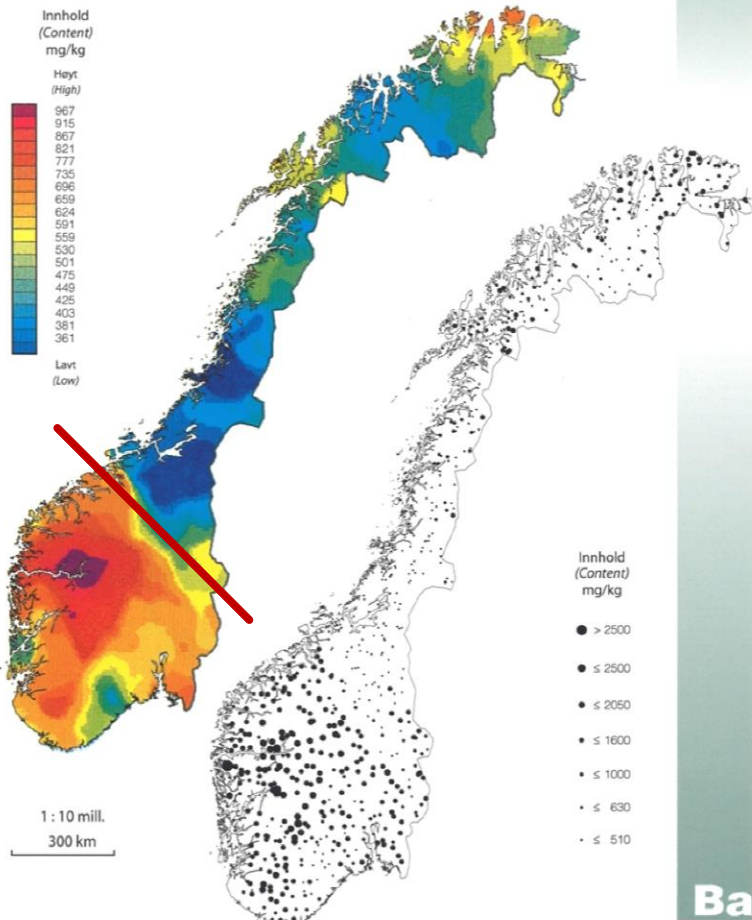 Innhold
(Content)
mg/kg
Høyt
(High)
967
915
867
821
777
735
696
659
624
591
559
530
501
475
449
425
403
381
361
Lavt
(Low)
1 : 10 mill.
300 km
Innhold
(Content)
mg/kg
> 2500
≤ 2500
≤ 2050
≤ 1600
≤ 1000
≤ 630
≤ 510
Ba